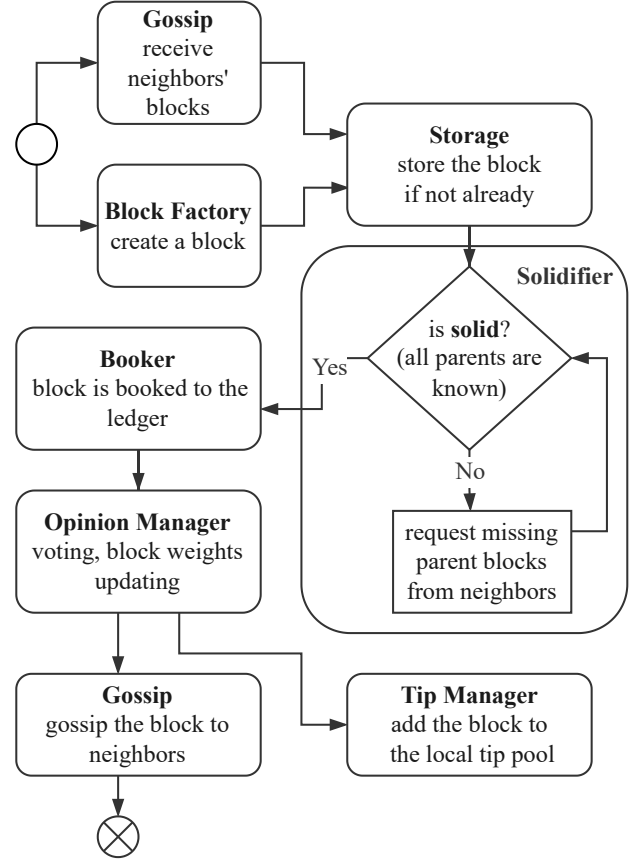 Gossip
receive
neighbors'
blocks
Block Factory
create a block
Storage
store the block
if not already
Solidifier
is solid?
(all parents are
known)
Yes
No
request missing
parent blocks
from neighbors
Booker
block is booked to the
ledger
Opinion Manager
voting, block weights
updating
Gossip
gossip the block to
neighbors
Tip Manager
add the block to
the local tip pool